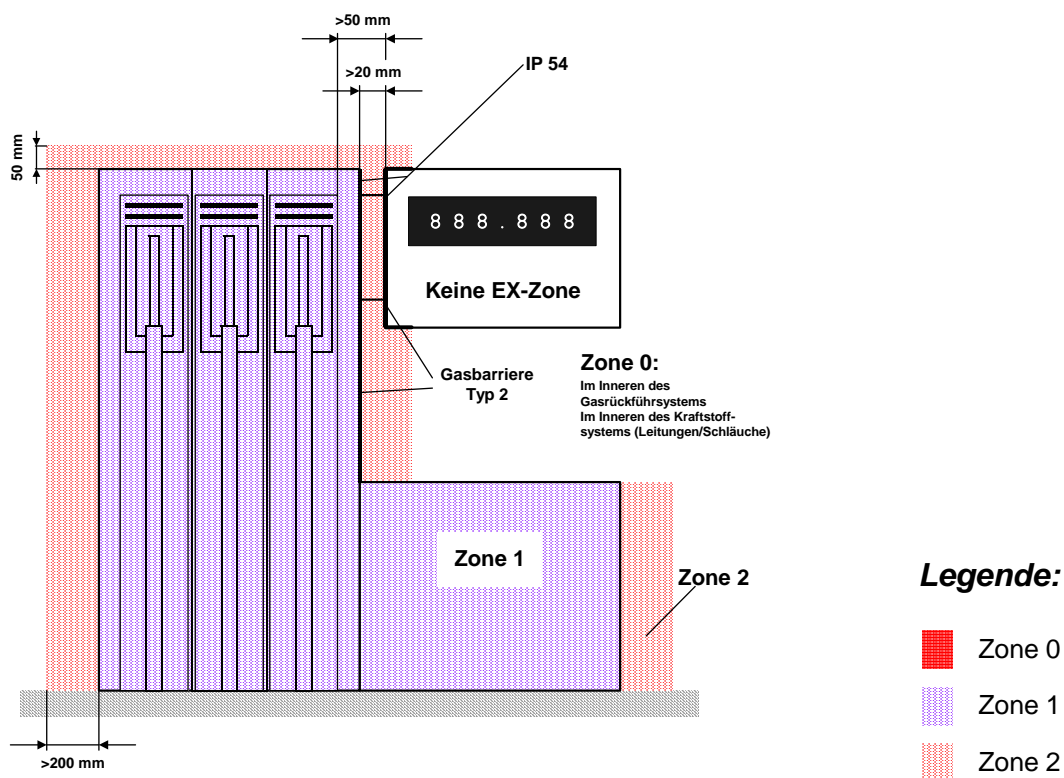 >50 mm
>20 mm
IP 54
50 mm
888.888
Keine EX-Zone
Gasbarriere
Typ 2
Zone 0:
Im Inneren des
Gasrückführsystems
Im Inneren des Kraftstoff-
systems (Leitungen/Schläuche)
Zone 1
Zone 2
>200 mm
Legende:
Zone 0
Zone 1
Zone 2